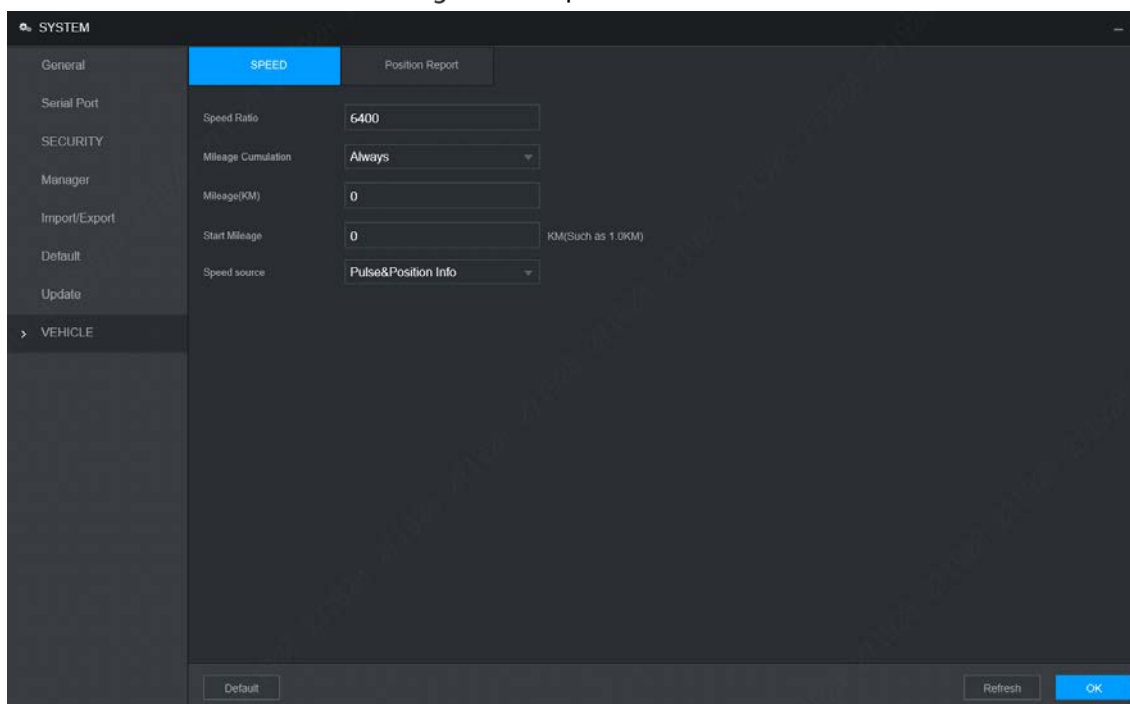 SYSTEM
General
Serial Port
SECURITY
Manager
Import/Export
Default
Update
VEHICLE
SPEED Position Report
Speed Ratio 6400
Mileage Cumulation Always
Mileage(KM) 0
Start Mileage 0 KM(Such as 1.0KM)
Speed source Pulse&Position Info
Default Refresh OK